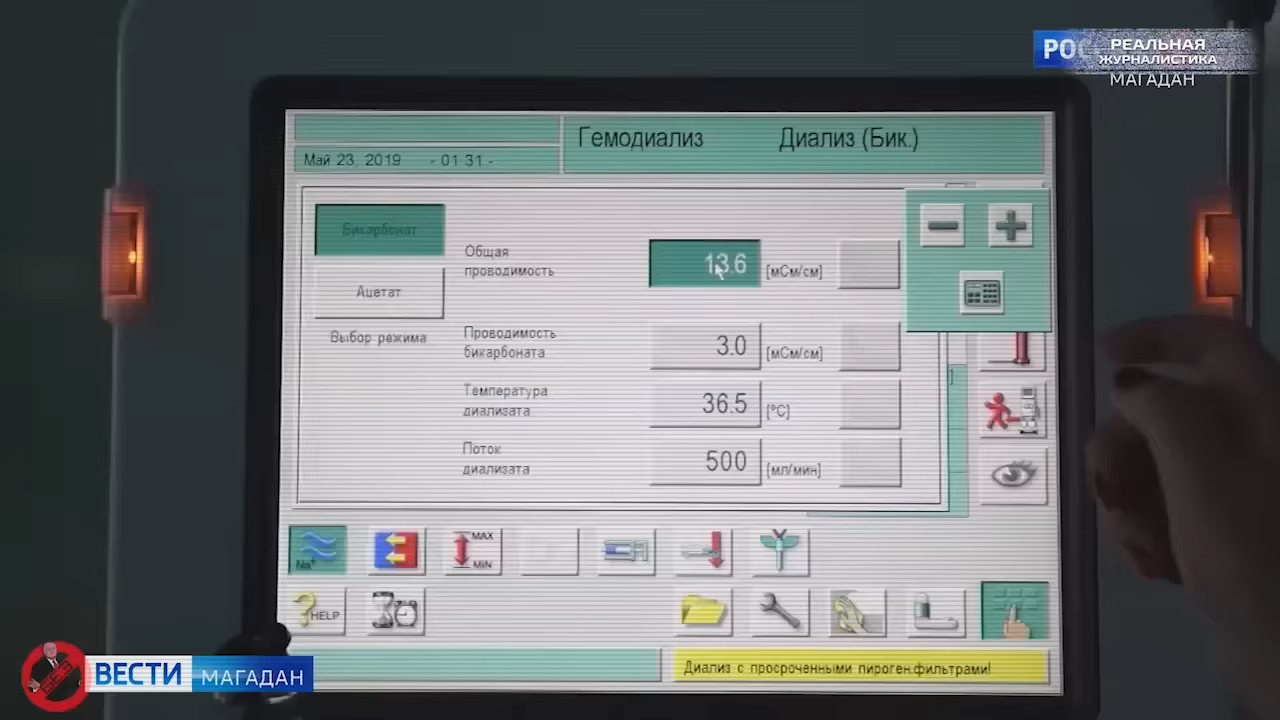 РОС
РЕАЛЬНАЯ
ЖУРНАЛИСТИКА
МАГАДАН
Гемодиализ Диализ (Бик.)
Май 23, 2019 - 01 31 -
Бикарбонат
Общая
проводимость
13.6 [мСм/см]
Ацетат
Выбор режима
Проводимость
бикарбоната
3.0 [мСм/см]
Температура
диализата
36.5 [°C]
Поток
диализата
500 [мл/мин]
Na+
MAX
MIN
?HELP
Диализ с просроченными пироген.фильтрами!
ВЕСТИ МАГАДАН